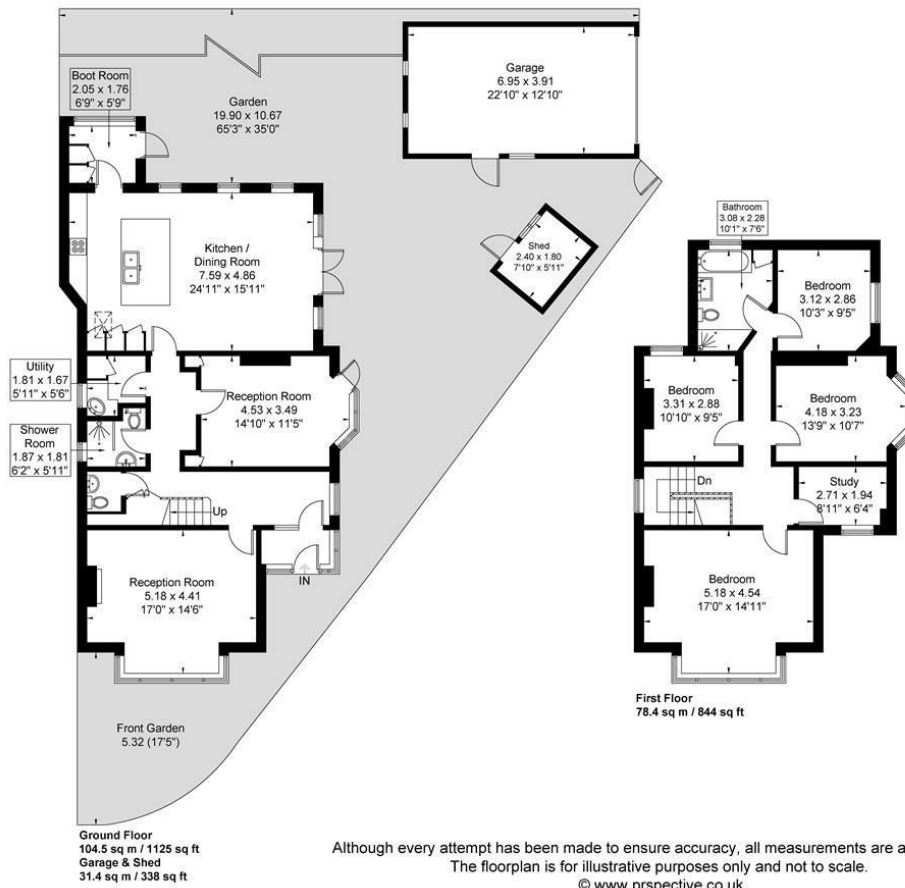 Boot Room
2.05 x 1.76
6'9" x 5'9"
Garden
19.90 x 10.67
65'3" x 35'0"
Garage
6.95 x 3.91
22'10" x 12'10"
Kitchen /
Dining Room
7.59 x 4.86
24'11" x 15'11"
Shed
2.40 x 1.80
7'10" x 5'11"
Utility
1.81 x 1.67
5'11" x 5'6"
Reception Room
4.53 x 3.49
14'10" x 11'5"
Shower
Room
1.87 x 1.81
6'2" x 5'11"
Up
IN
Reception Room
5.18 x 4.41
17'0" x 14'6"
Front Garden
5.32 (17'5")
Ground Floor
104.5 sq m / 1125 sq ft
Garage & Shed
31.4 sq m / 338 sq ft
Bathroom
3.08 x 2.28
10'1" x 7'6"
Bedroom
3.12 x 2.86
10'3" x 9'5"
Bedroom
3.31 x 2.88
10'10" x 9'5"
Bedroom
4.18 x 3.23
13'9" x 10'7"
Dn
Study
2.71 x 1.94
8'11" x 6'4"
Bedroom
5.18 x 4.54
17'0" x 14'11"
First Floor
78.4 sq m / 844 sq ft
Although every attempt has been made to ensure accuracy, all measurements are a
The floorplan is for illustrative purposes only and not to scale.
© www.prspective.co.uk